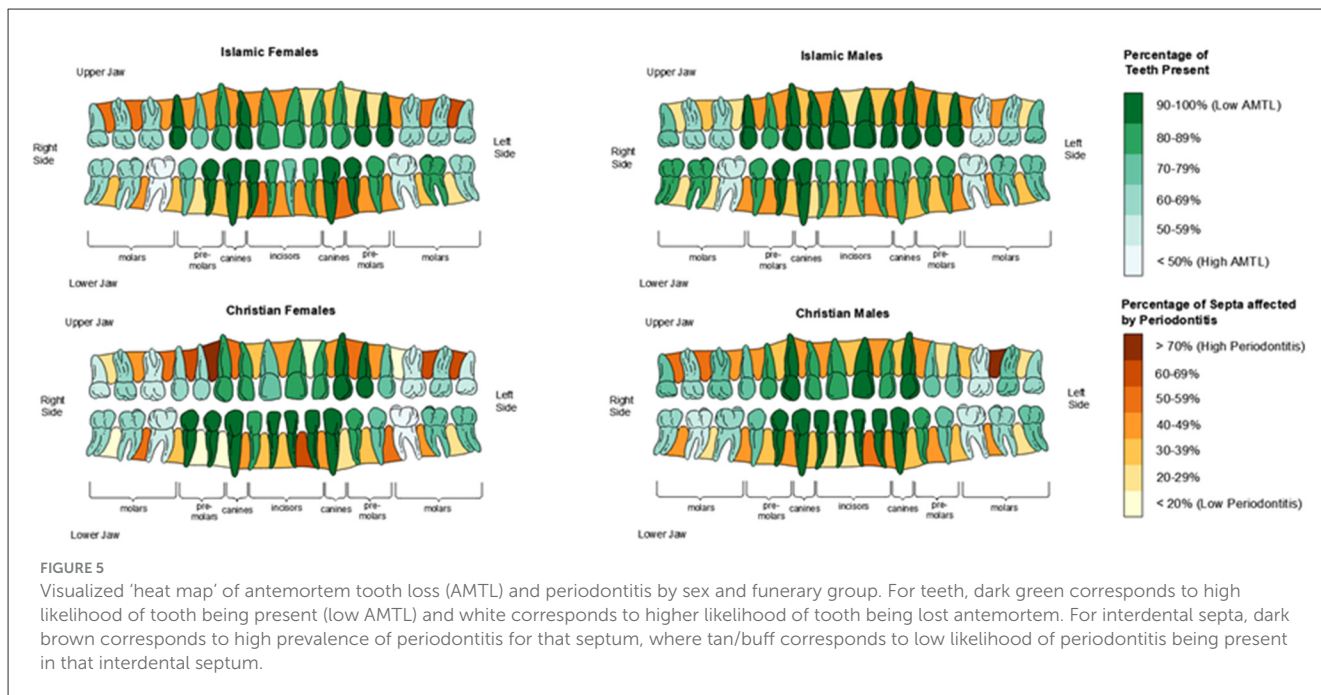 Islamic Females
Upper Jaw
Right
Side
Left
Side
molars
pre-
molars
canines
incisors
canines
pre-
molars
molars
Lower Jaw
Islamic Males
Upper Jaw
Right
Side
Left
Side
molars
pre-
molars
canines
incisors
canines
pre-
molars
molars
Lower Jaw
Percentage of
Teeth Present
90-100% (Low AMTL)
80-89%
70-79%
60-69%
50-59%
< 50% (High AMTL)
Christian Females
Upper Jaw
Right
Side
Left
Side
molars
pre-
molars
canines
incisors
canines
pre-
molars
molars
Lower Jaw
Christian Males
Upper Jaw
Right
Side
Left
Side
molars
pre-
molars
canines
incisors
canines
pre-
molars
molars
Lower Jaw
Percentage of Septa affected
by Periodontitis
> 70% (High Periodontitis)
60-69%
50-59%
40-49%
30-39%
20-29%
< 20% (Low Periodontitis)
FIGURE 5
Visualized ‘heat map’ of antemortem tooth loss (AMTL) and periodontitis by sex and funerary group. For teeth, dark green corresponds to high
likelihood of tooth being present (low AMTL) and white corresponds to higher likelihood of tooth being lost antemortem. For interdental septa, dark
brown corresponds to high prevalence of periodontitis for that septum, where tan/buff corresponds to low likelihood of periodontitis being present
in that interdental septum.